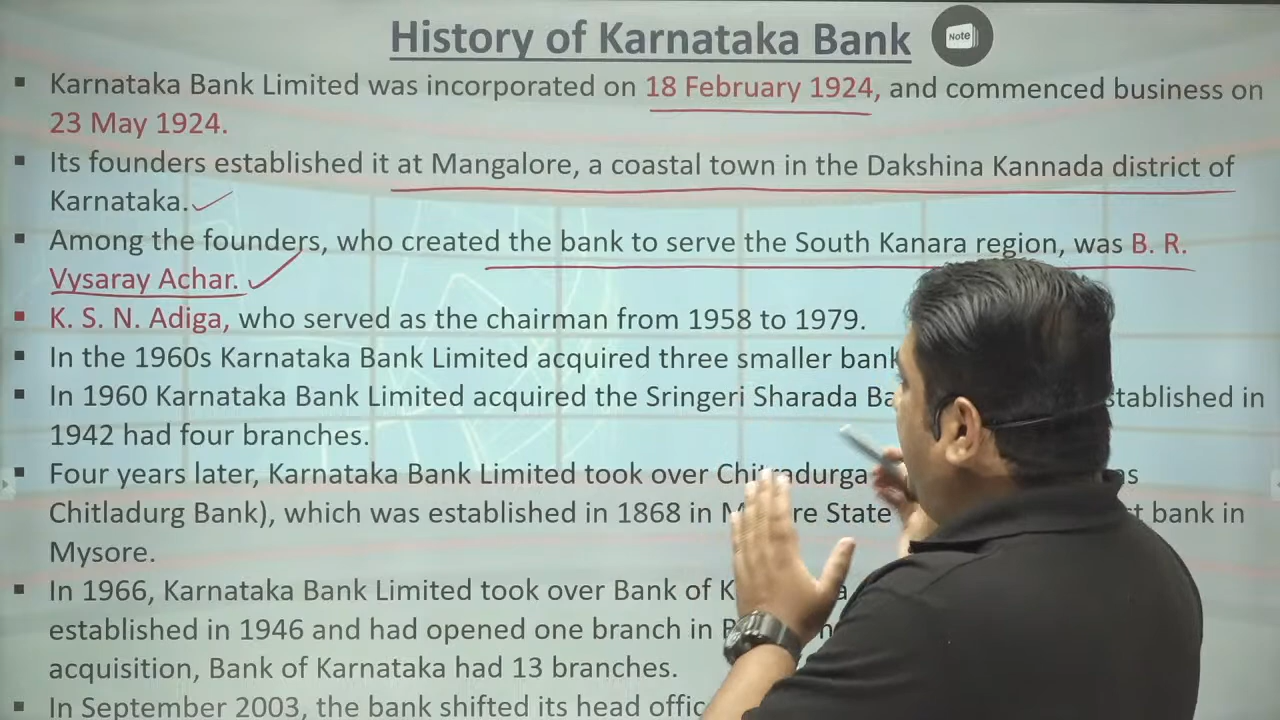 History of Karnataka Bank
Note
▪ Karnataka Bank Limited was incorporated on 18 February 1924, and commenced business on
23 May 1924.
▪ Its founders established it at Mangalore, a coastal town in the Dakshina Kannada district of
Karnataka.
▪ Among the founders, who created the bank to serve the South Kanara region, was B. R.
Vysaray Achar.
▪ K. S. N. Adiga, who served as the chairman from 1958 to 1979.
▪ In the 1960s Karnataka Bank Limited acquired three smaller
▪ In 1960 Karnataka Bank Limited acquired the Sringeri Sharada in
1942 had four branches.
▪ Four years later, Karnataka Bank Limited took over
Chitladurg Bank), which was established in 1868 in State bank in
Mysore.
▪ In 1966, Karnataka Bank Limited took over Bank of
established in 1946 and had opened one branch in
acquisition, Bank of Karnataka had 13 branches.
▪ In September 2003, the bank shifted its head